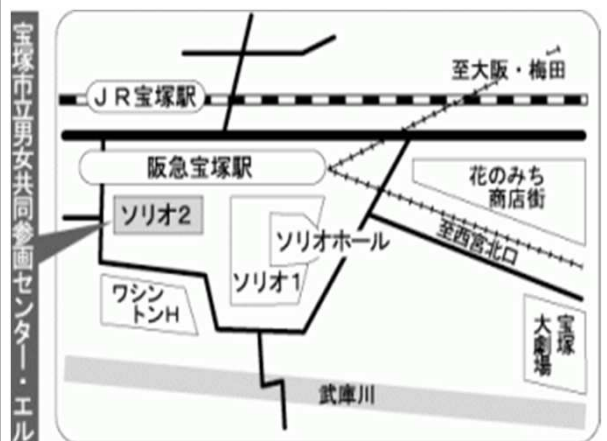 宝塚市立男女共同参画センター・エル
至大阪・梅田
JR宝塚駅
阪急宝塚駅
花のみち
商店街
ソリオ2
ソリオホール
至西宮北口
ソリオ1
ワシン
トンH
宝塚
大劇場
武庫川